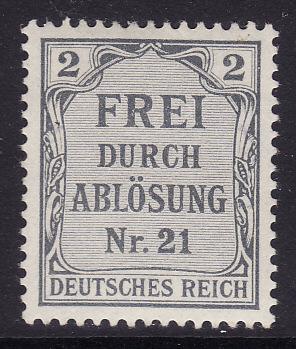 2 2
FREI
DURCH
ABLÖSUNG
Nr. 21
DEUTSCHES REICH